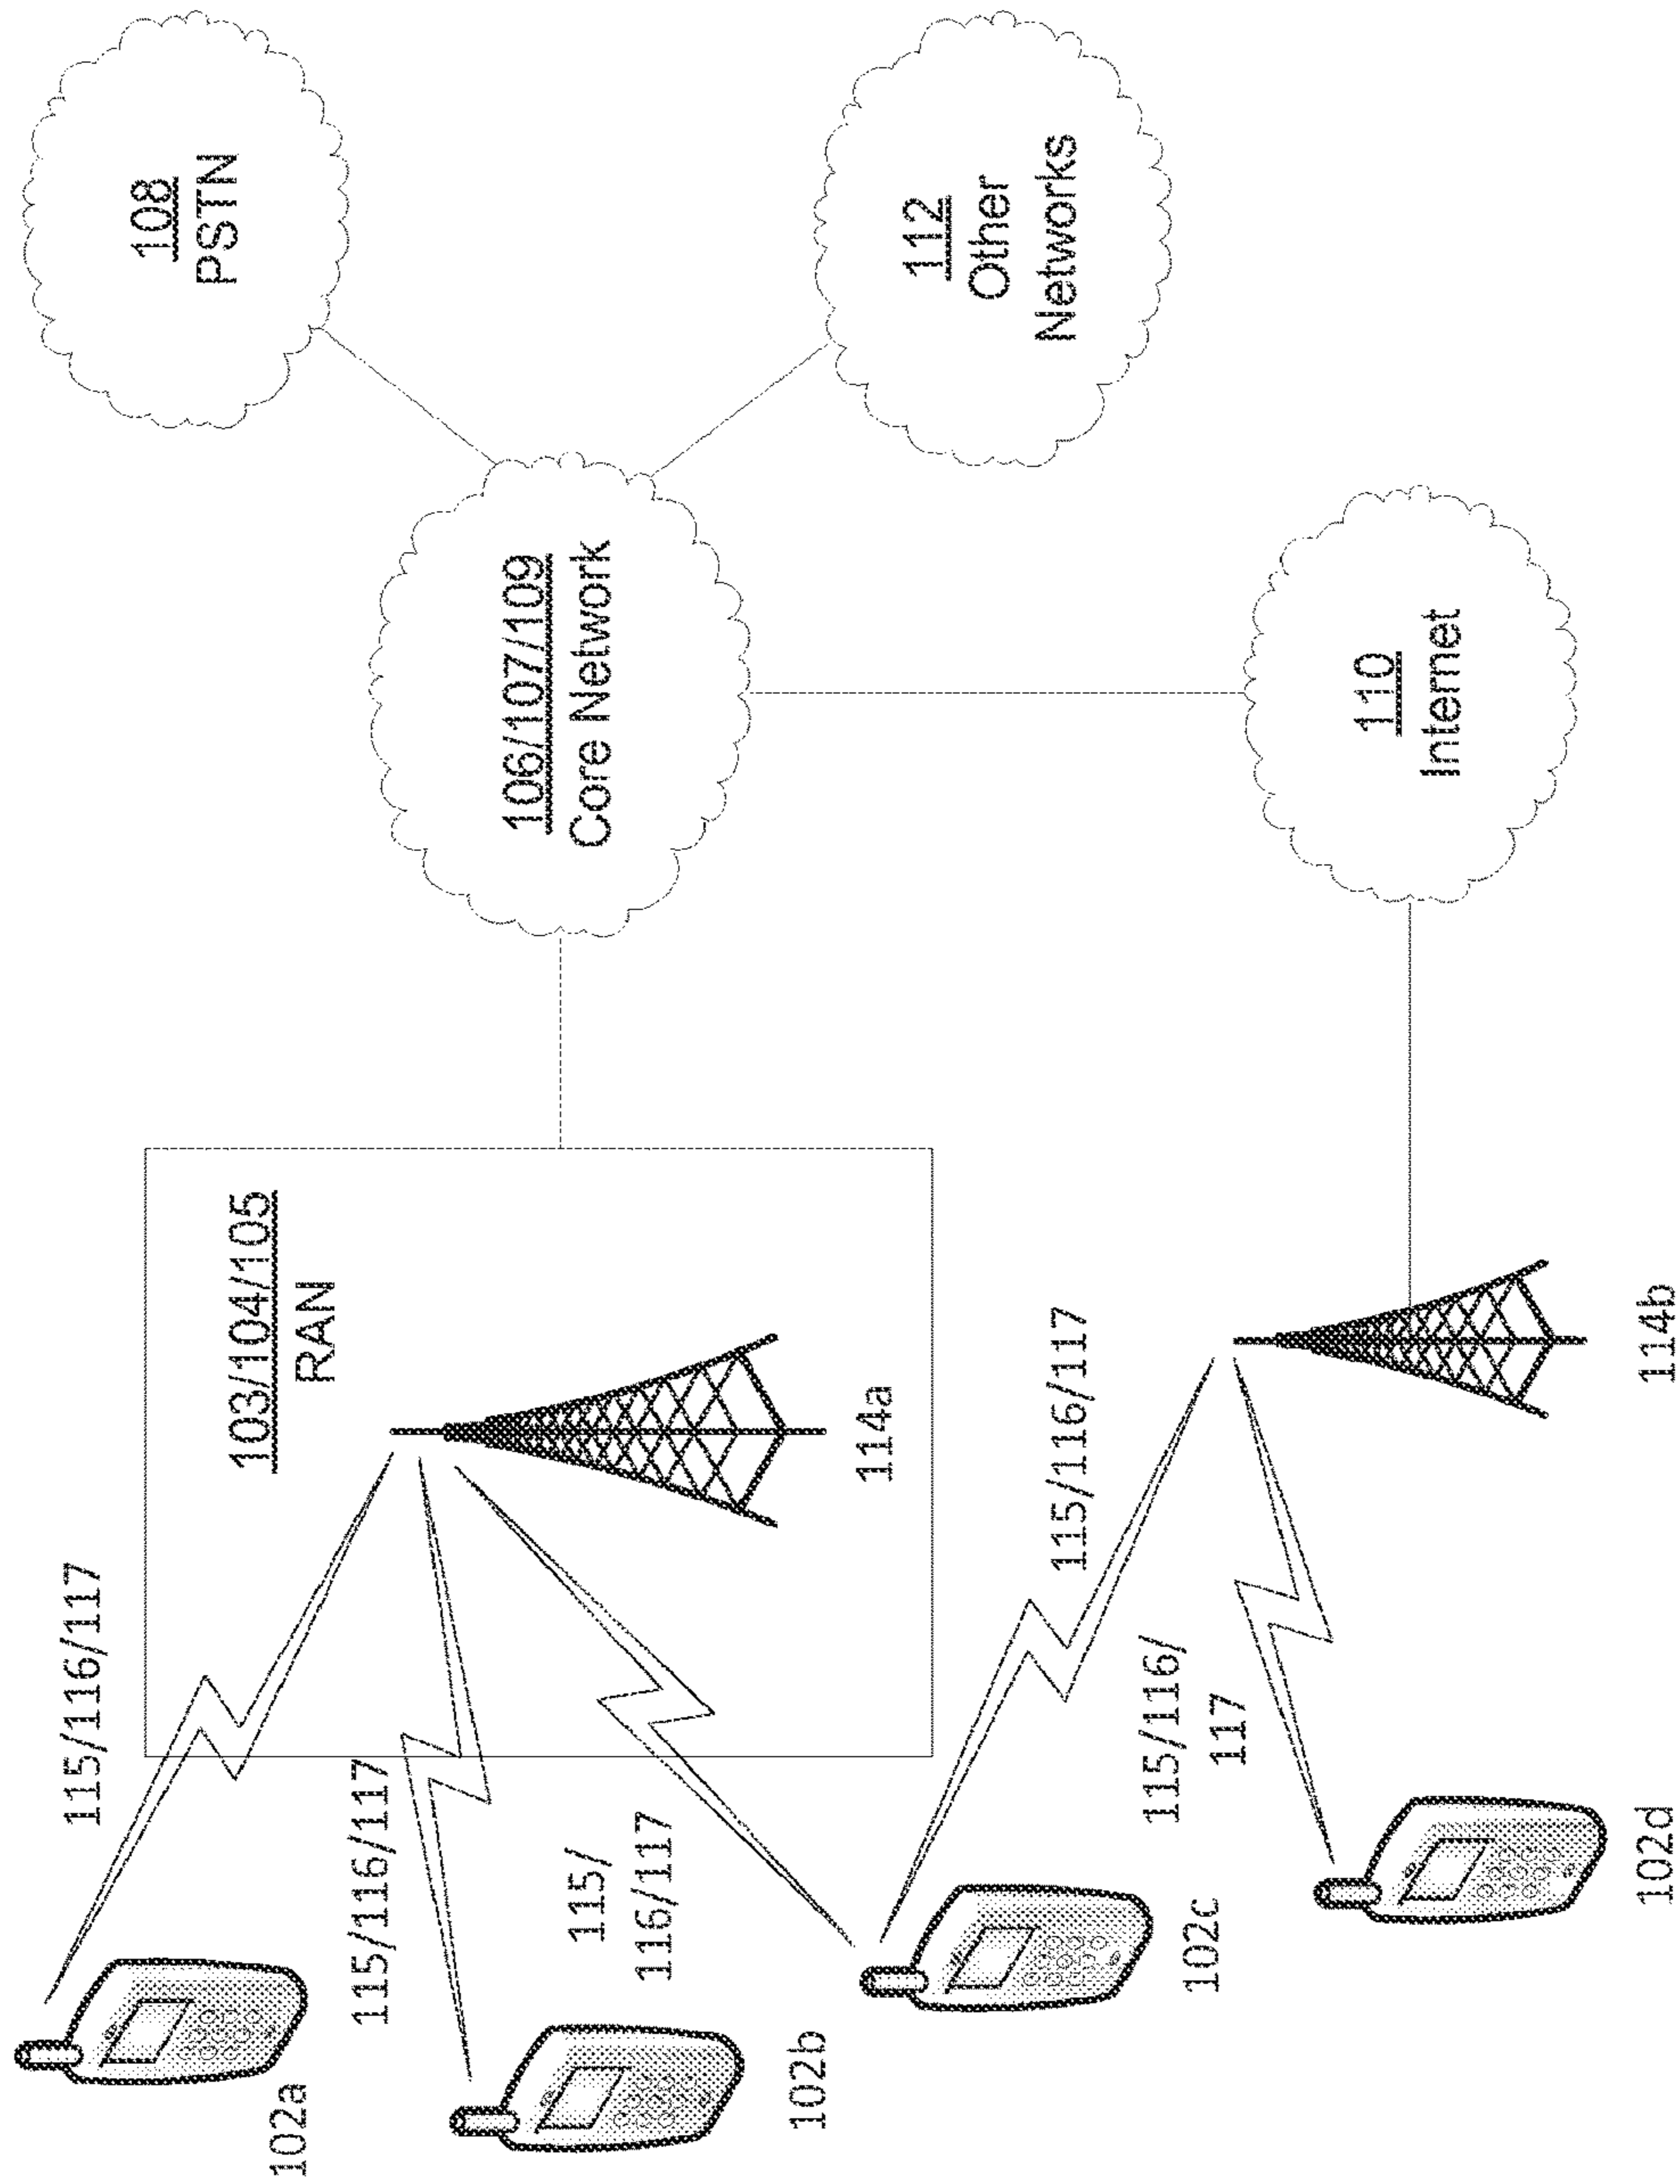 102a
115/116/117
103/104/105
RAN
108
PSTN
106/107/109
Core Network
115/116/117
102b
115/
116/117
114a
112
Other
Networks
102c
115/116/117
115/116/
117
110
Internet
102d
114b